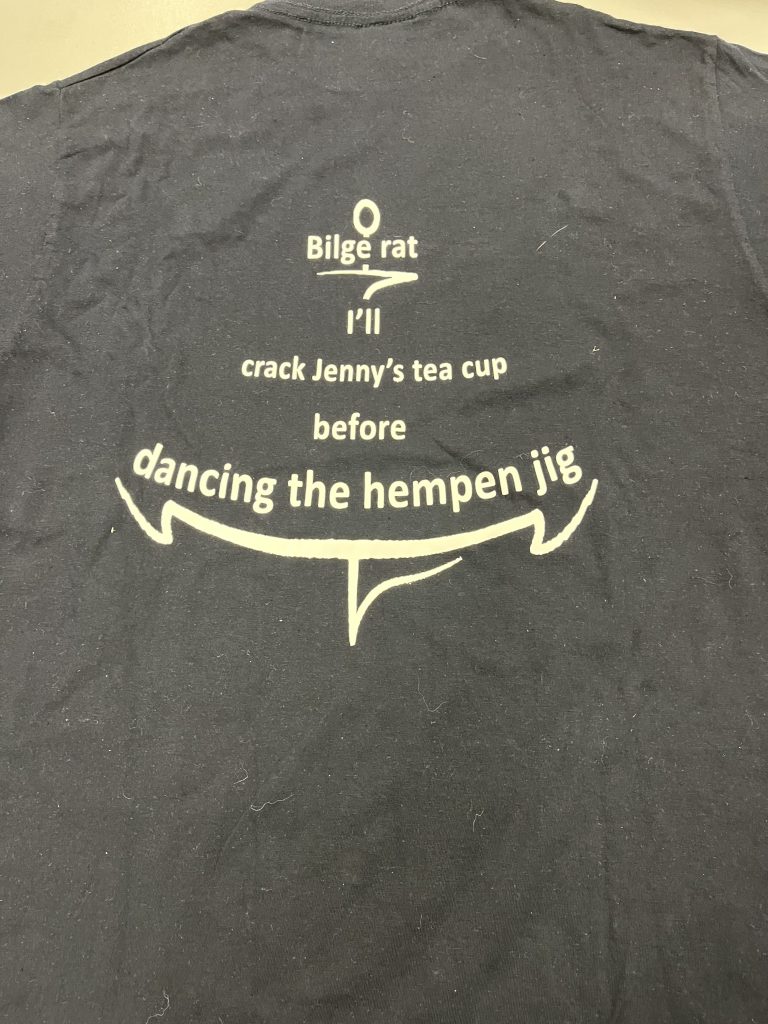 Bilge rat
I'll
crack Jenny's tea cup
before
dancing the hempen jig